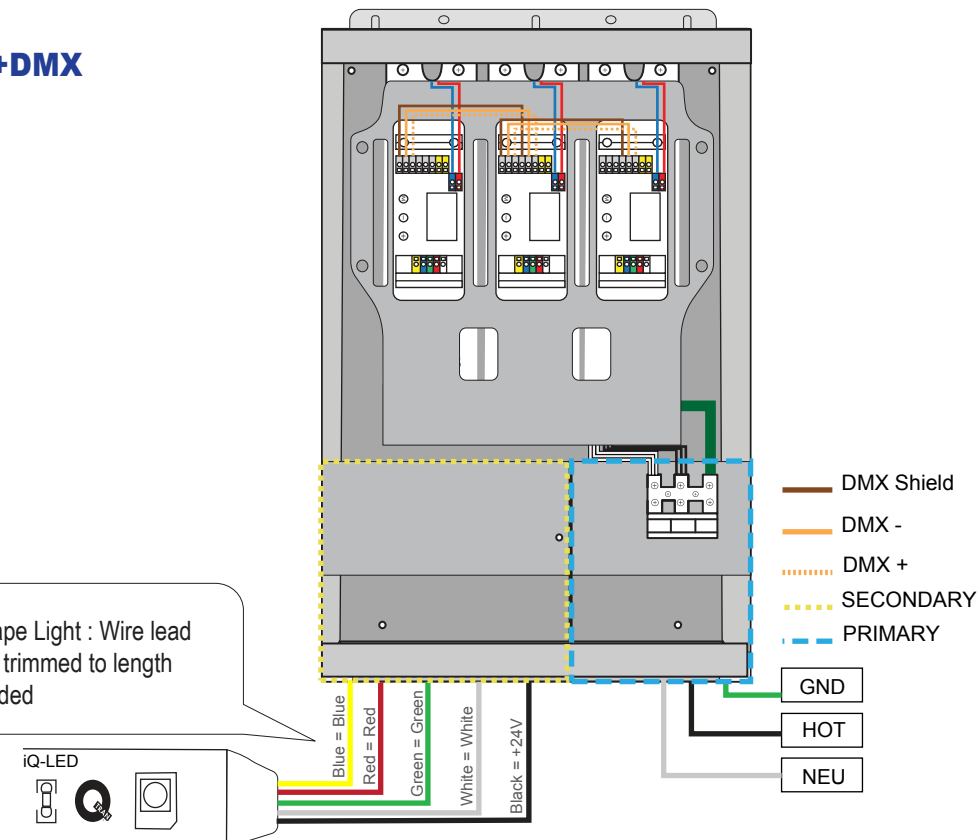 +DMX
DMX Shield
DMX -
DMX +
SECONDARY
PRIMARY
GND
HOT
NEU
ape Light : Wire lead
trimmed to length
ded
iQ-LED
Blue = Blue
Red = Red
Green = Green
White = White
Black = +24V